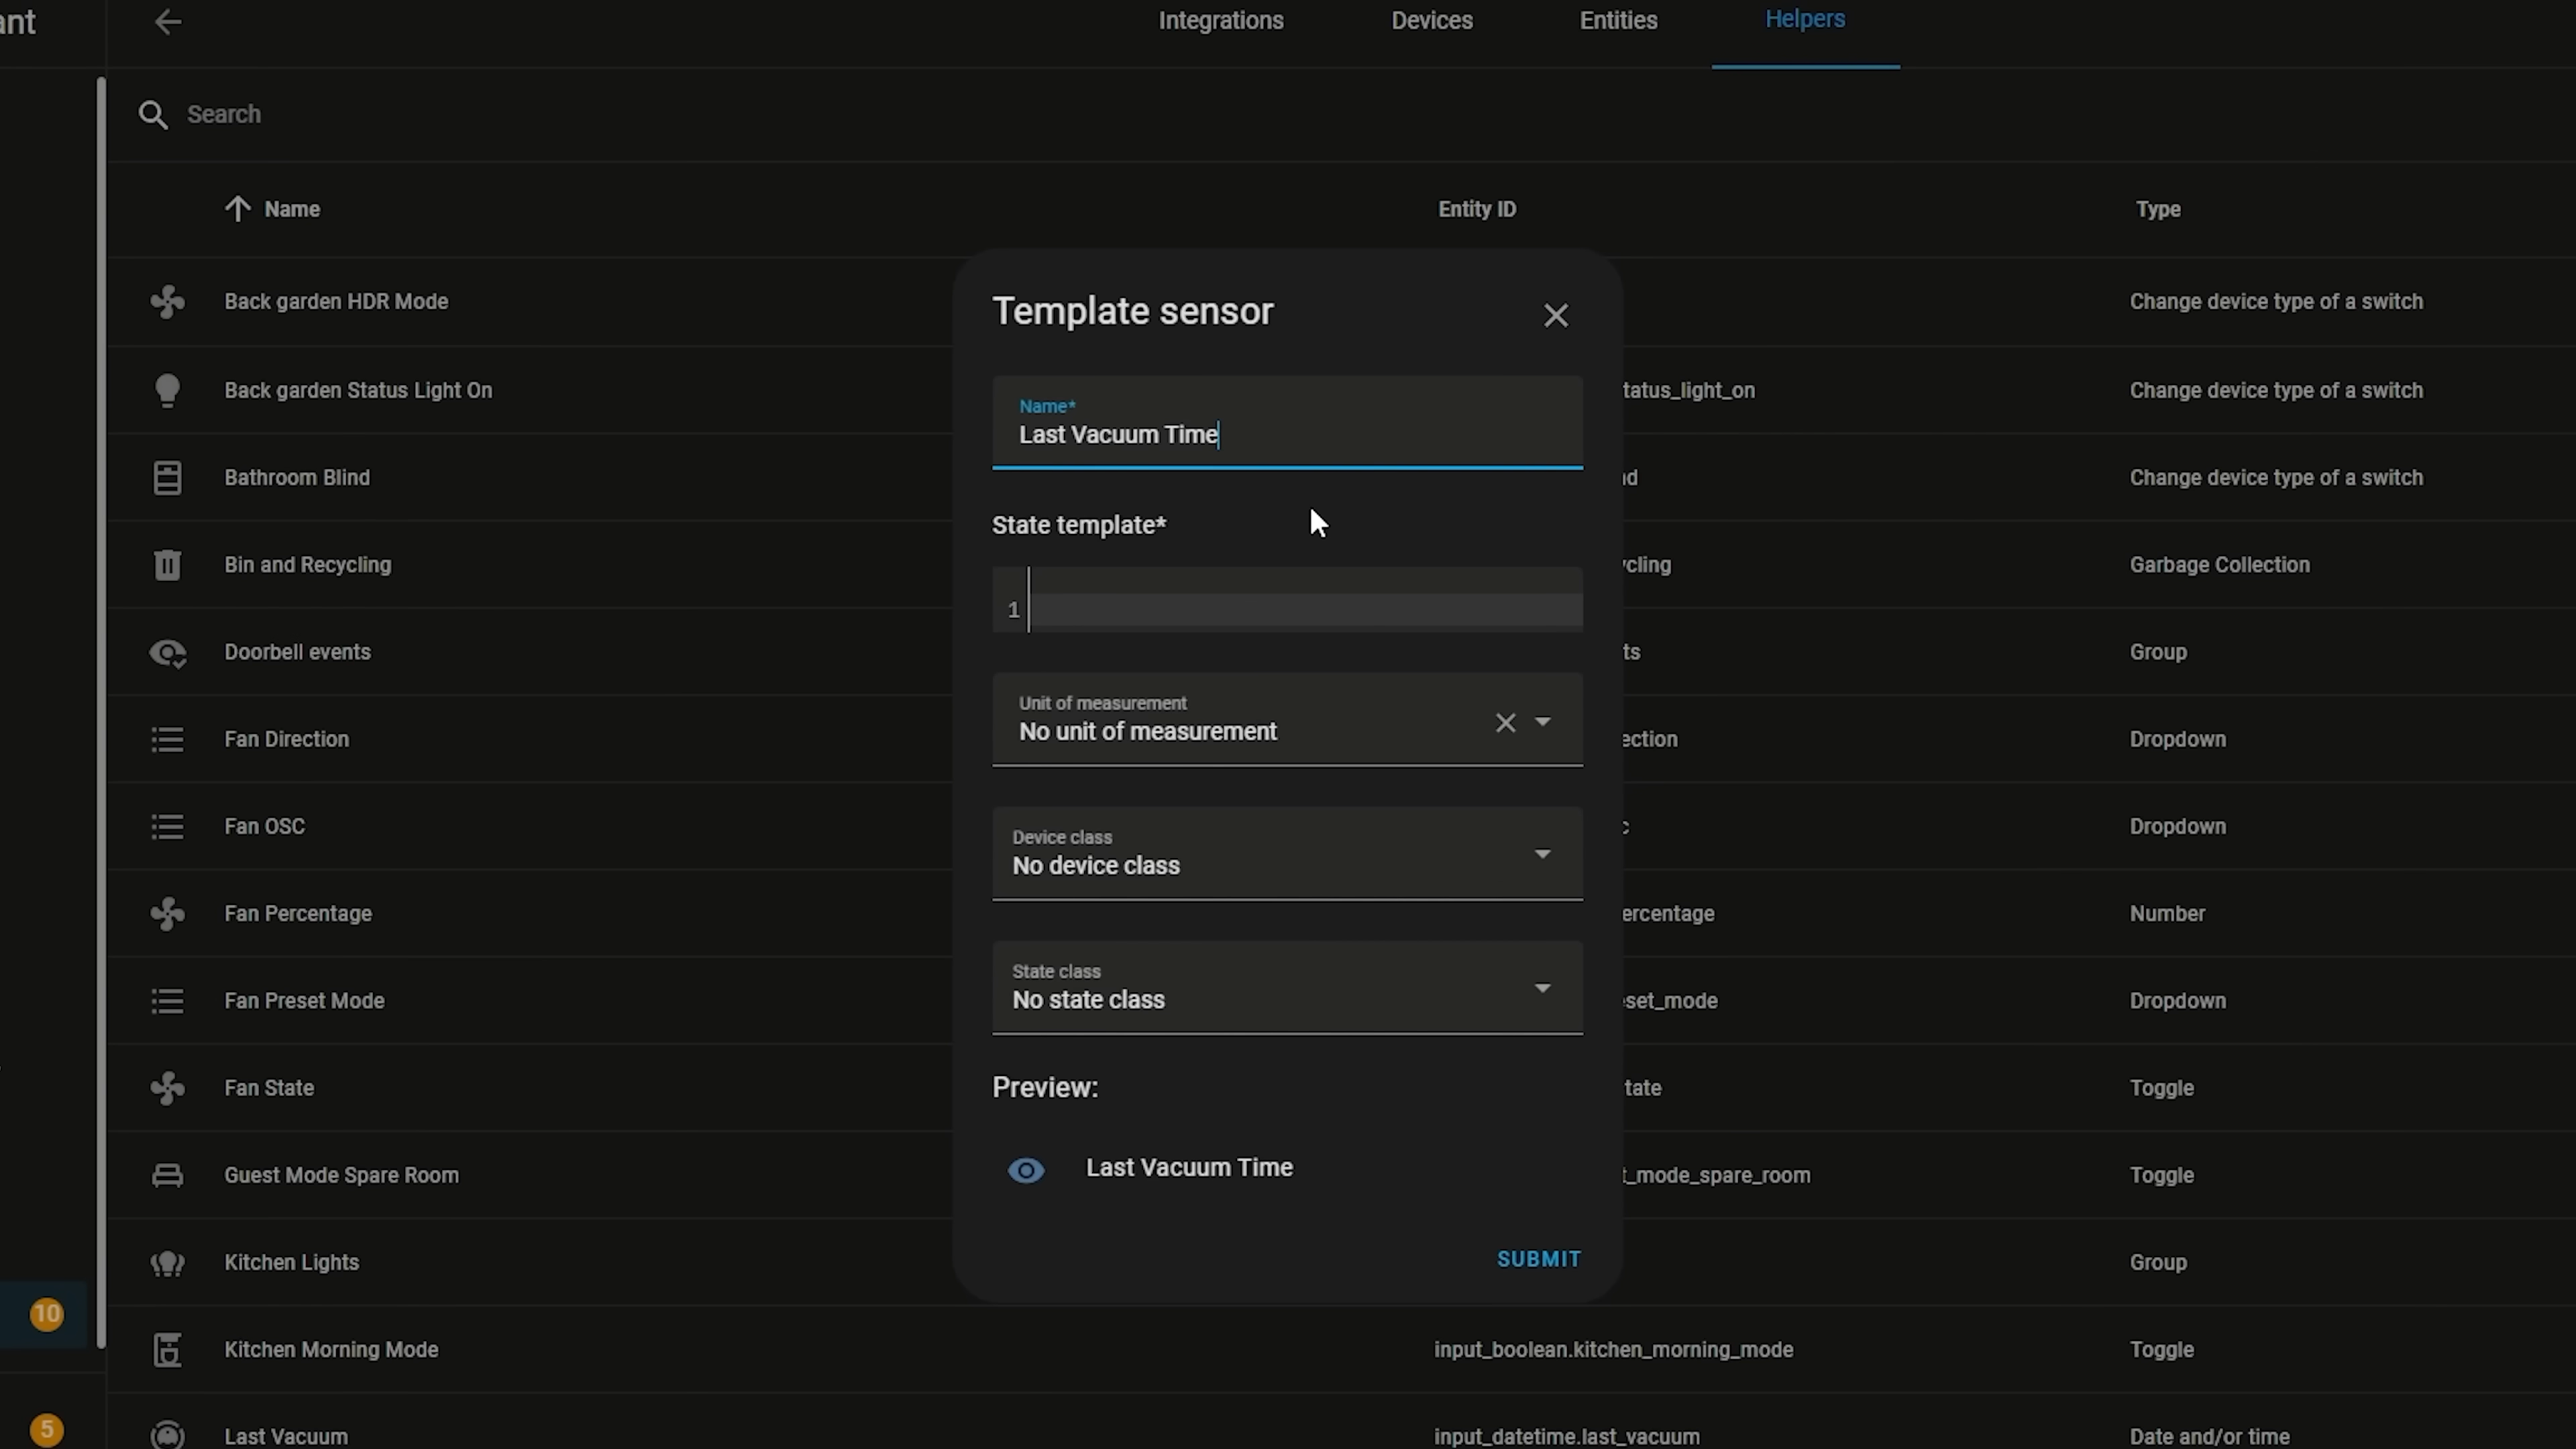 ant
Integrations
Devices
Entities
Helpers
Search
Name
Entity ID
Type
Back garden HDR Mode
Change device type of a switch
Back garden Status Light On
tatus_light_on
Change device type of a switch
Bathroom Blind
nd
Change device type of a switch
Bin and Recycling
ycling
Garbage Collection
Doorbell events
ts
Group
Fan Direction
ection
Dropdown
Fan OSC
c
Dropdown
Fan Percentage
ercentage
Number
Fan Preset Mode
eset_mode
Dropdown
Fan State
tate
Toggle
Guest Mode Spare Room
t_mode_spare_room
Toggle
Kitchen Lights
Group
Kitchen Morning Mode
input_boolean.kitchen_morning_mode
Toggle
Last Vacuum
input_datetime.last_vacuum
Date and/or time
10
5
Template sensor
Name*
Last Vacuum Time
State template*
1
Unit of measurement
No unit of measurement
Device class
No device class
State class
No state class
Preview:
Last Vacuum Time
SUBMIT